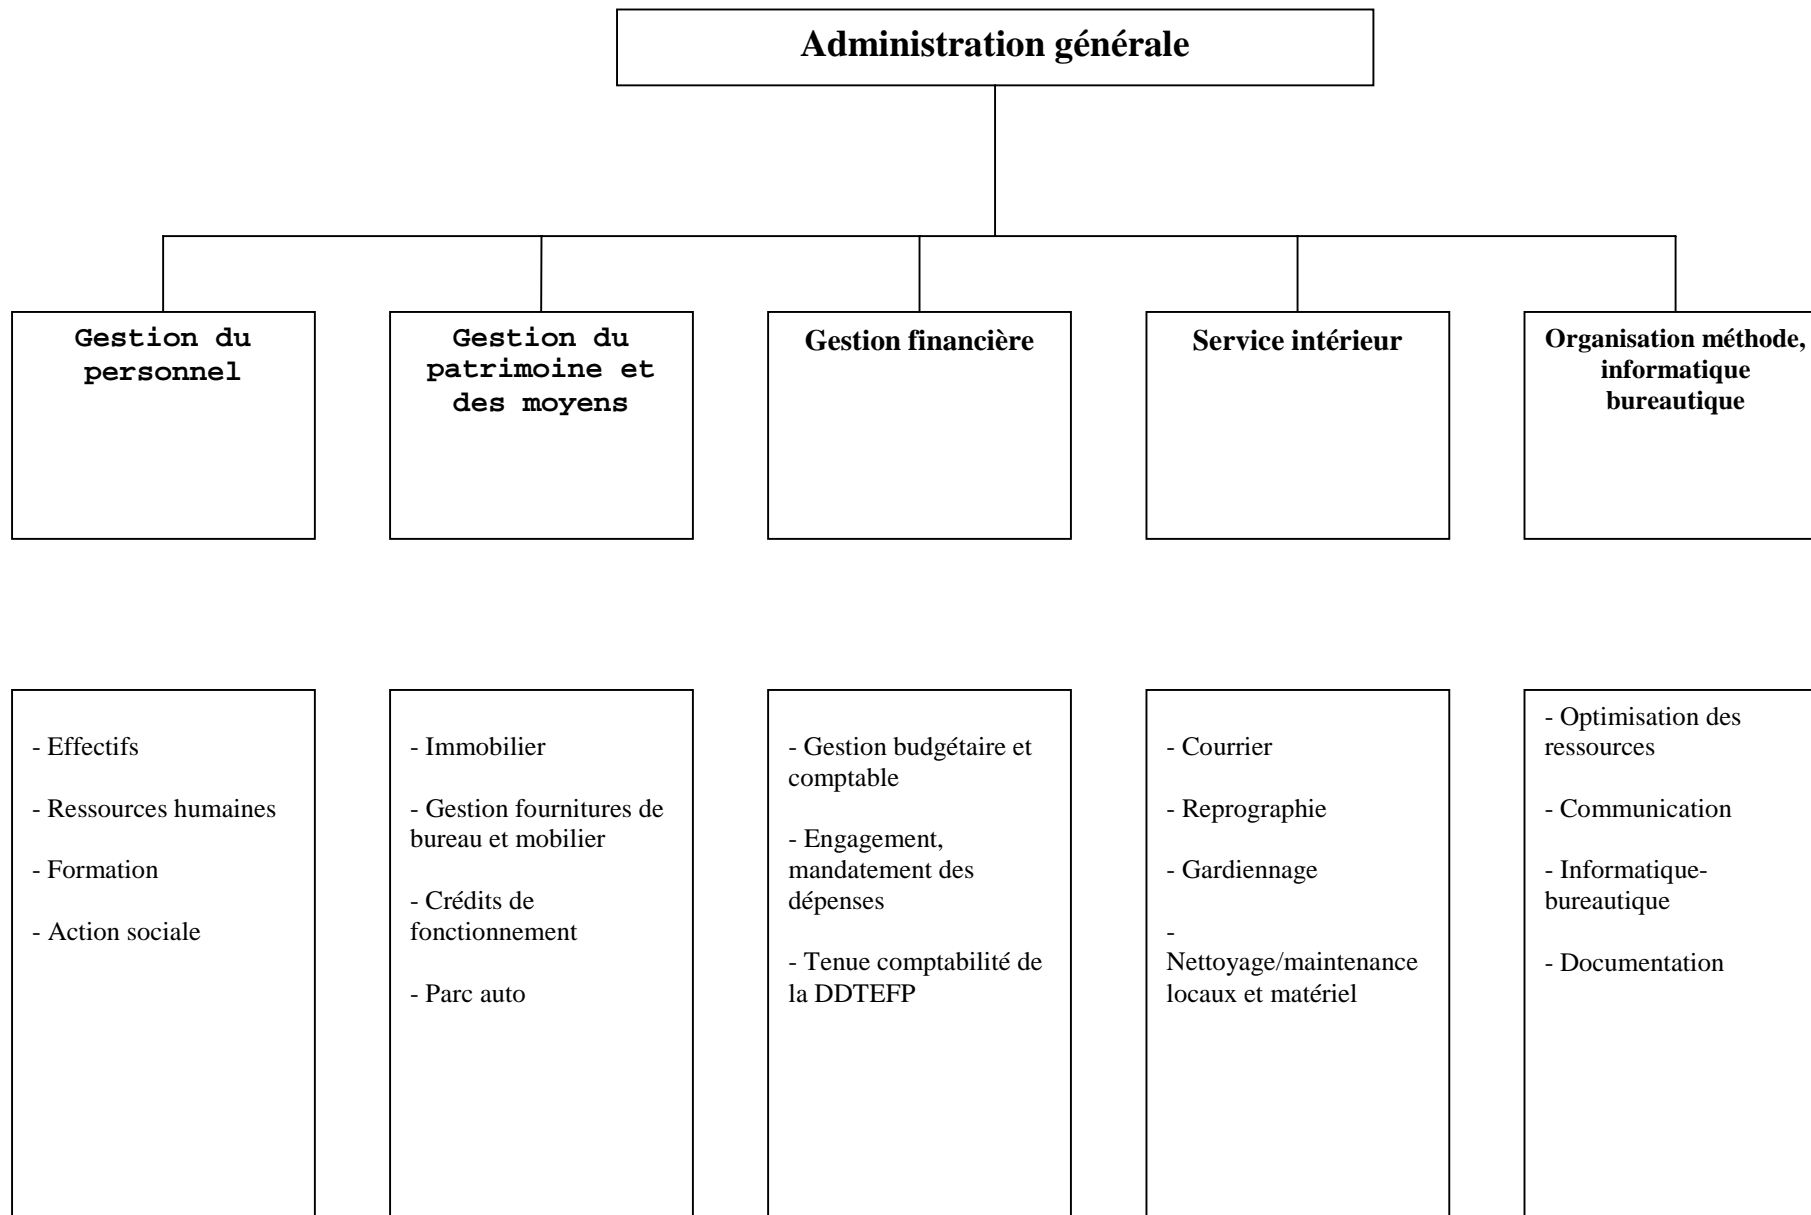 Administration générale
Gestion du
personnel
Gestion du
patrimoine et
des moyens
Gestion financière
Service intérieur
Organisation méthode,
informatique
bureautique
- Effectifs
- Ressources humaines
- Formation
- Action sociale
- Immobilier
- Gestion fournitures de
bureau et mobilier
- Crédits de
fonctionnement
- Parc auto
- Gestion budgétaire et
comptable
- Engagement,
mandatement des
dépenses
- Tenue comptabilité de
la DDTEFP
- Courrier
- Reprographie
- Gardiennage
-
Nettoyage/maintenance
locaux et matériel
- Optimisation des
ressources
- Communication
- Informatique-
bureautique
- Documentation